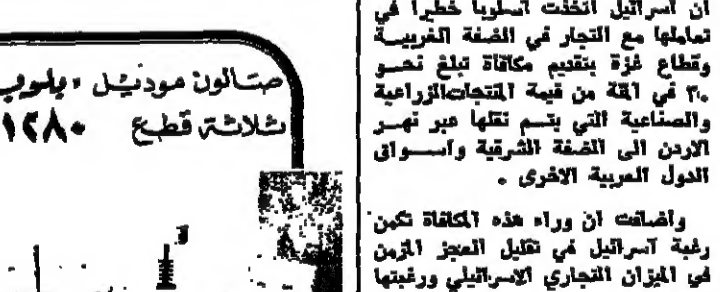 ان اسرائيل اتخذت اسلوبا خطيرا في
تعاملها مع التجار في الضفة الغربية
وقطاع غزة بتقديم مكافاة تبلغ نحو
٣٠ في المئة من قيمة المنتجات الزراعية
والصناعية التي يتم نقلها عبر نهر
الاردن الى الضفة الشرقية واسواق
الدول العربية الاخرى .
واضافت ان وراء هذه المكافاة تكمن
رغبة اسرائيل في تقليل العجز المزمن
في الميزان التجاري الاسرائيلي ورغبتها
صالون موديل
ثلاثة قطع ١٢٨٠